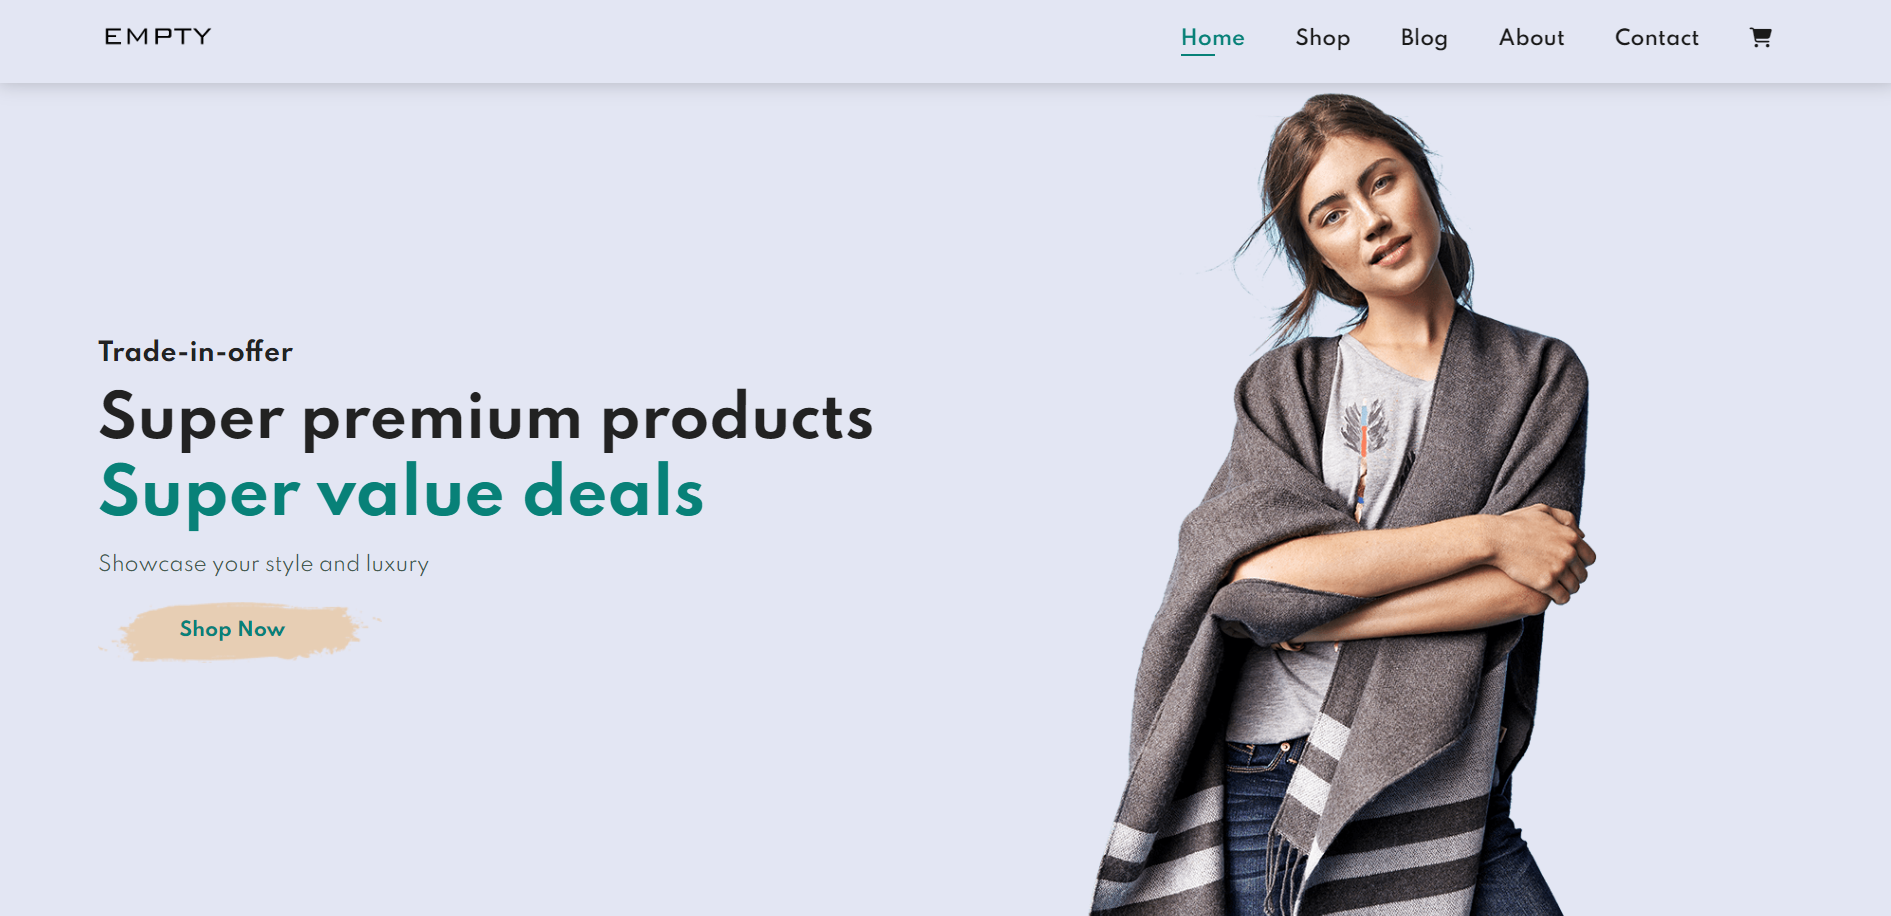 EMPTY
Home Shop Blog About Contact
Trade-in-offer
Super premium products
Super value deals
Showcase your style and luxury
Shop Now